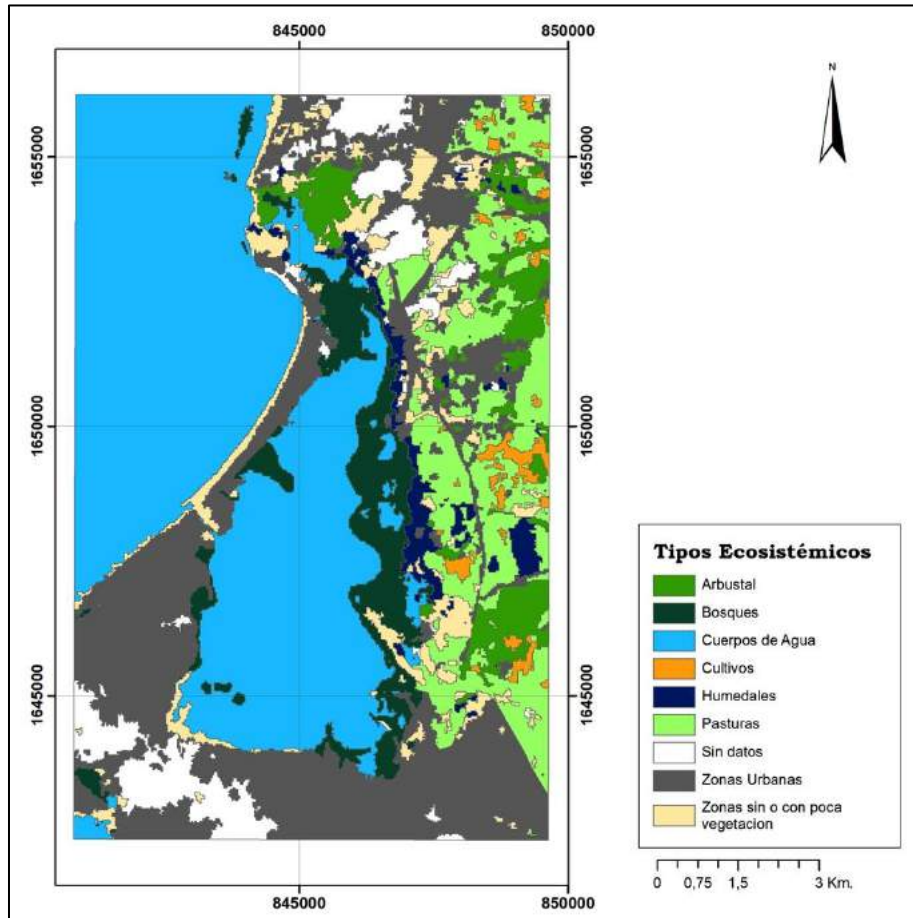 845000
850000
N
1655000
1655000
1650000
1650000
1645000
1645000
Tipos Ecosistémicos
Arbustal
Bosques
Cuerpos de Agua
Cultivos
Humedales
Pasturas
Sin datos
Zonas Urbanas
Zonas sin o con poca
vegetacion
0 0,75 1,5 3 Km.
845000
850000